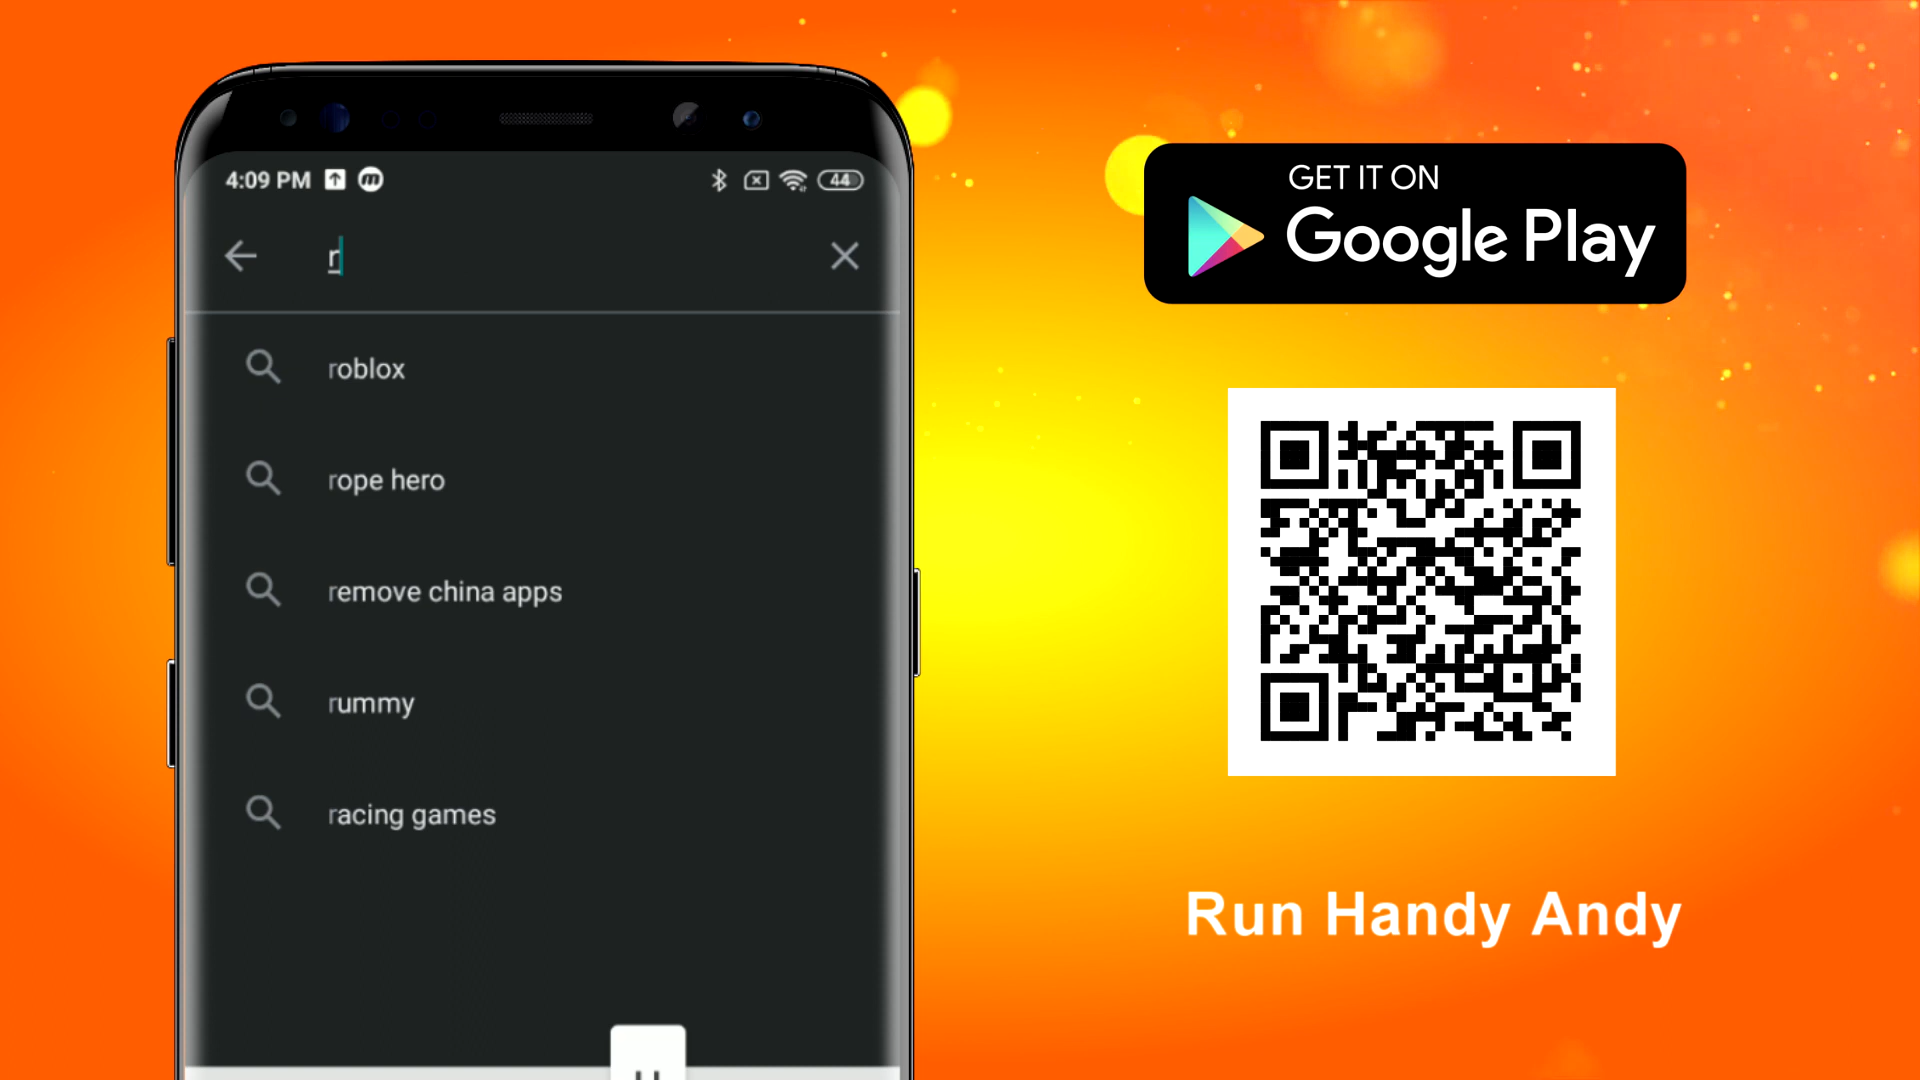 4:09 PM
44
r
roblox
rope hero
remove china apps
rummy
racing games
GET IT ON
Google Play
Run Handy Andy